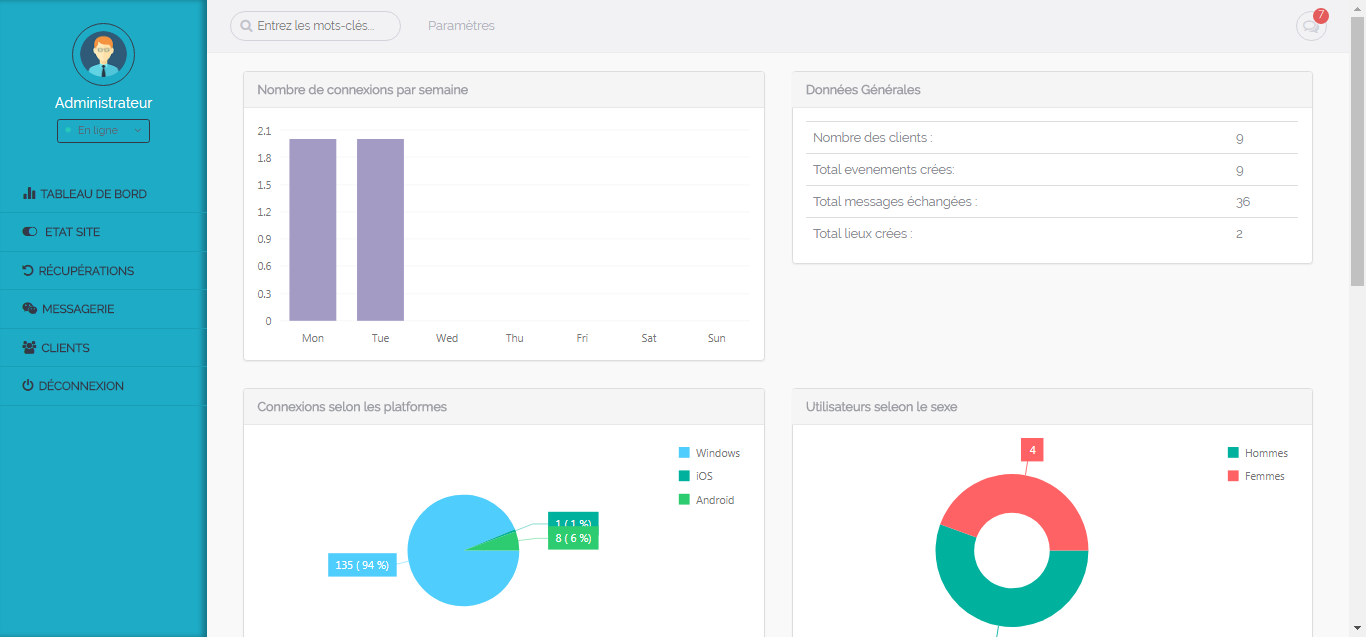 Administrateur
En ligne
TABLEAU DE BORD
ETAT SITE
RÉCUPÉRATIONS
MESSAGERIE
CLIENTS
DÉCONNEXION
Entrez les mots-clés...
Paramètres
7
Nombre de connexions par semaine
2.1
1.8
1.5
1.2
0.9
0.6
0.3
0
Mon Tue Wed Thu Fri Sat Sun
Données Générales
Nombre des clients : 9
Total evenements crées: 9
Total messages échangées : 36
Total lieux crées : 2
Connexions selon les platformes
Windows
iOS
Android
1 ( 1 %)
8 ( 6 %)
135 ( 94 %)
Utilisateurs seleon le sexe
4
Hommes
Femmes